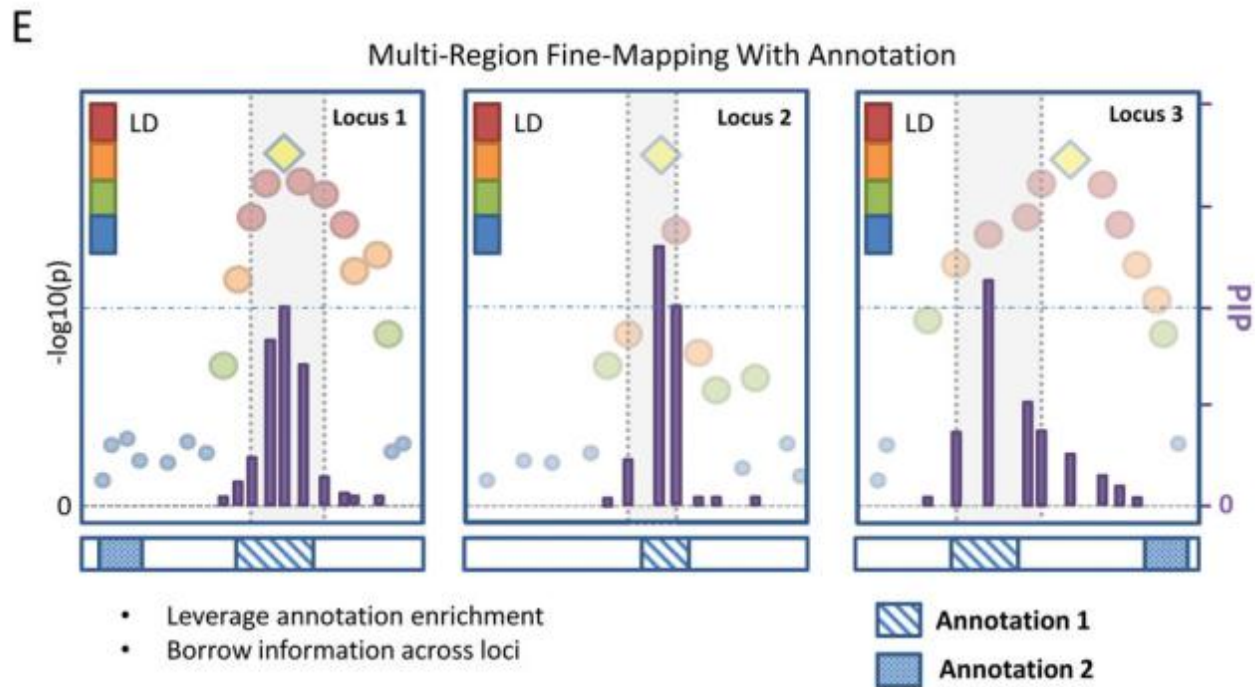 E
Multi-Region Fine-Mapping With Annotation
LD
Locus 1
LD
Locus 2
LD
Locus 3
-log10(p)
0
PIP
0
• Leverage annotation enrichment
• Borrow information across loci
Annotation 1
Annotation 2